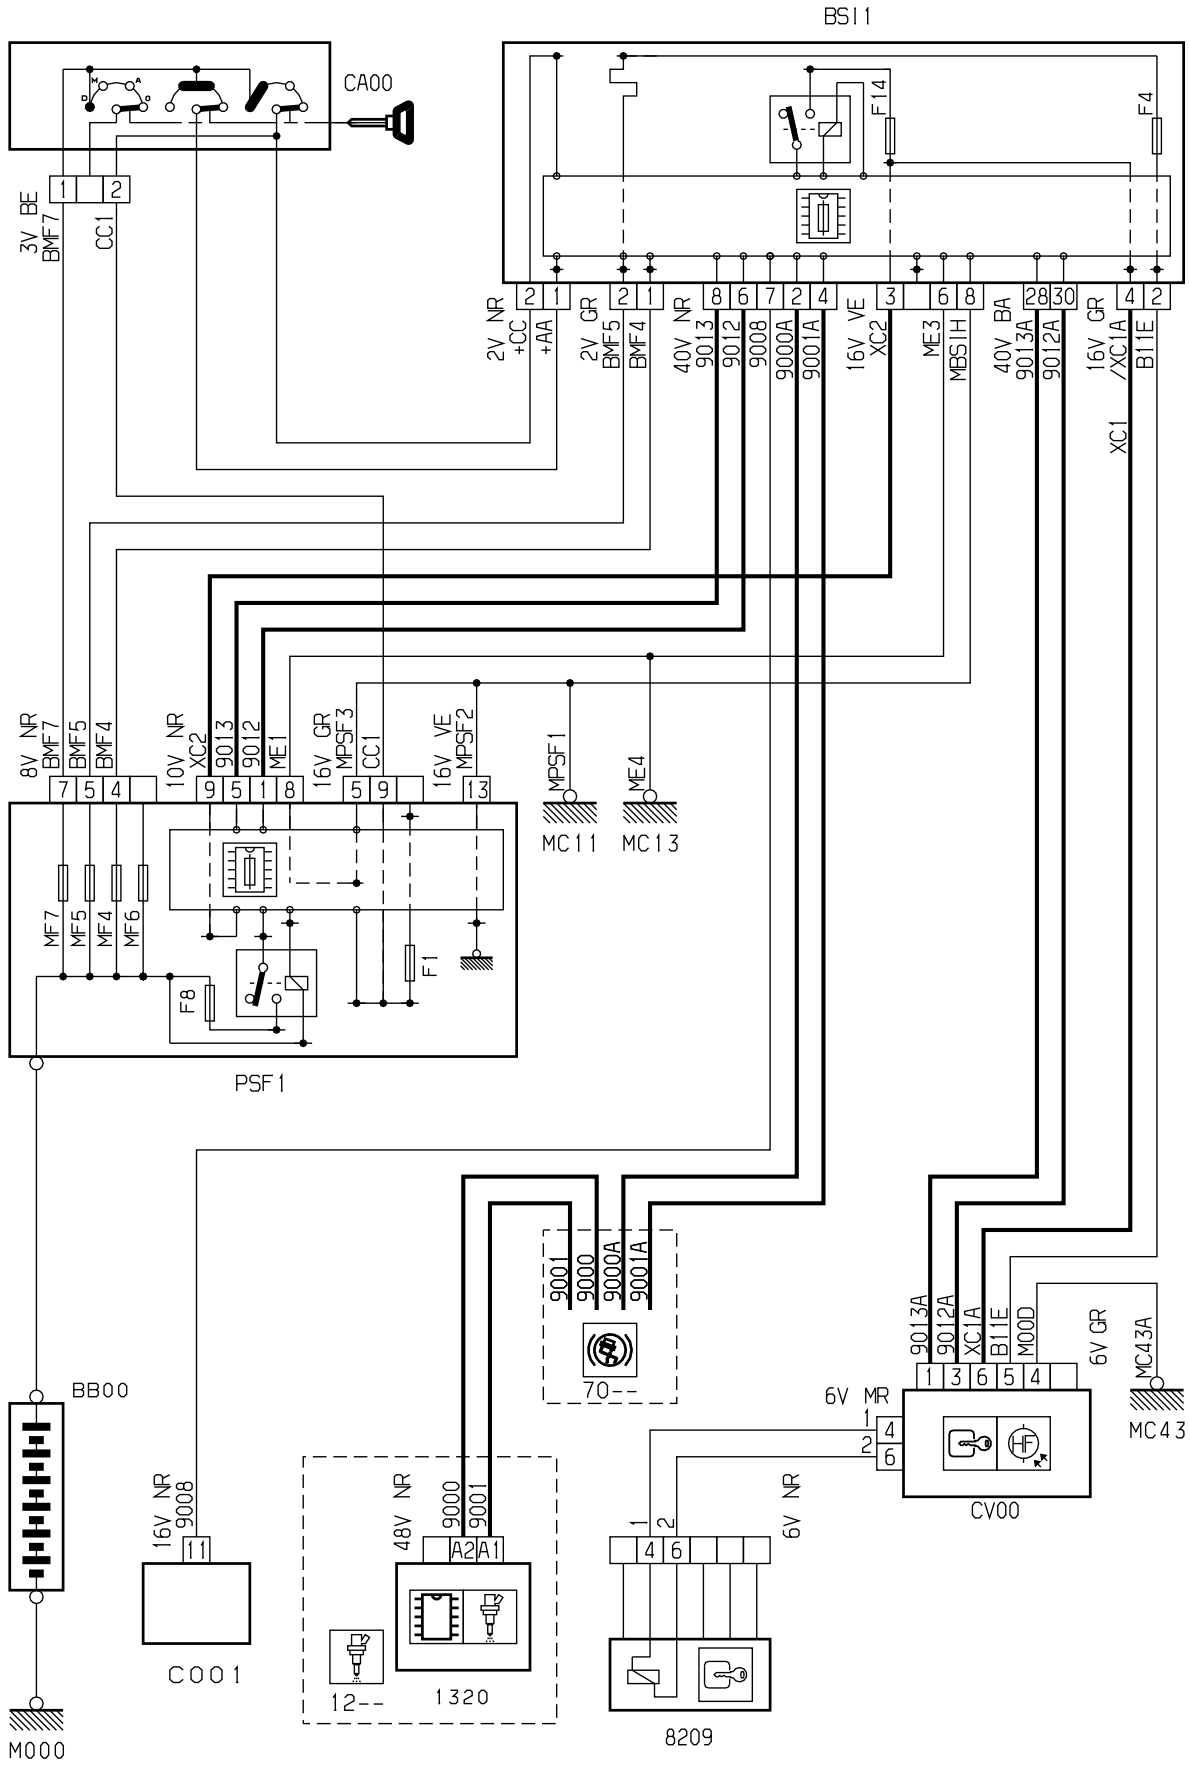 BSI1
CA00
M A
D O
F14
F4
1 2
3V BE
BMF7
CC1
2 1 2 1 8 6 7 2 4 3 6 8 28 30 4 2
2V NR
+CC
+AA
2V GR
BMF5
BMF4
40V NR
9013
9012
9008
9000A
9001A
16V VE
XC2
ME3
MBSIH
40V BA
9013A
9012A
16V GR
/XC1A
B11E
XC1
8V NR
BMF7
BMF5
BMF4
10V NR
XC2
9013
9012
ME1
16V GR
MPSF3
CC1
16V VE
MPSF2
MPSF1
ME4
7 5 4 9 5 1 8 5 9 13
MC11
MC13
MF7
MF5
MF4
MF6
F8
F1
PSF1
9001
9000
9000A
9001A
70--
9013A
9012A
XC1A
B11E
M00D
6V GR
MC43A
1 3 6 5 4
MC43
6V MR
1
4
2
6
HF
CV00
BB00
M000
16V NR
9008
11
C001
48V NR
9000
9001
A2 A1
12--
1320
1
2
6V NR
4 6
8209